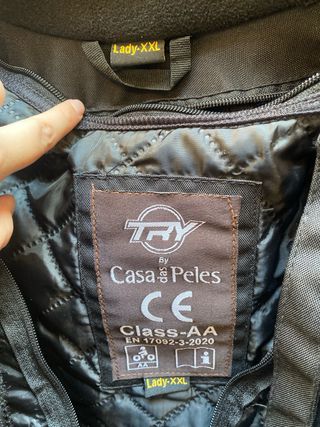 Lady-XXL
TRY
By
Casa das Peles
CE
Class-AA
EN 17092-3-2020
AA
i
Lady-XXL